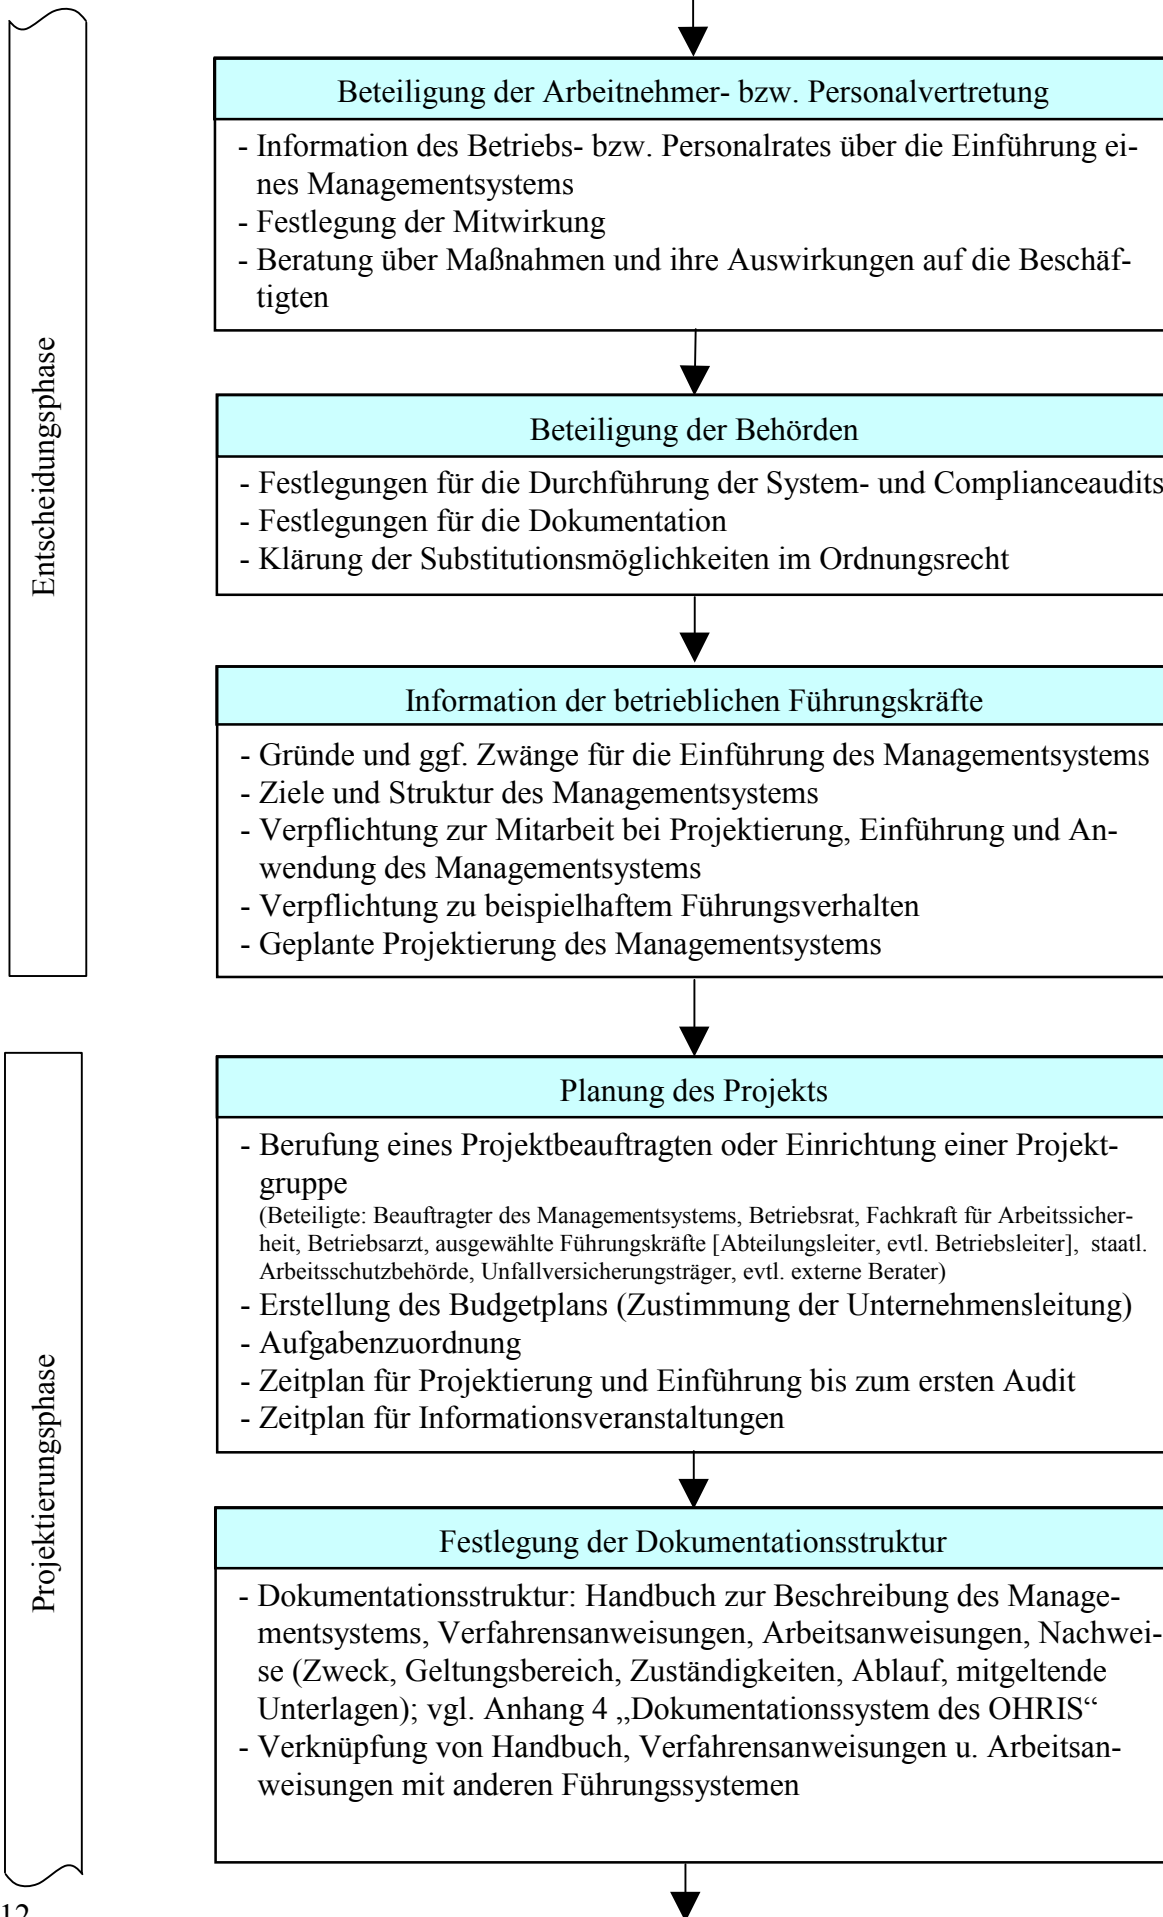 Entscheidungsphase
Beteiligung der Arbeitnehmer- bzw. Personalvertretung
- Information des Betriebs- bzw. Personalrates über die Einführung ei-
nes Managementsystems
- Festlegung der Mitwirkung
- Beratung über Maßnahmen und ihre Auswirkungen auf die Beschäf-
tigten
Beteiligung der Behörden
- Festlegungen für die Durchführung der System- und Complianceaudits
- Festlegungen für die Dokumentation
- Klärung der Substitutionsmöglichkeiten im Ordnungsrecht
Information der betrieblichen Führungskräfte
- Gründe und ggf. Zwänge für die Einführung des Managementsystems
- Ziele und Struktur des Managementsystems
- Verpflichtung zur Mitarbeit bei Projektierung, Einführung und An-
wendung des Managementsystems
- Verpflichtung zu beispielhaftem Führungsverhalten
- Geplante Projektierung des Managementsystems
Projektierungsphase
Planung des Projekts
- Berufung eines Projektbeauftragten oder Einrichtung einer Projekt-
gruppe
(Beteiligte: Beauftragter des Managementsystems, Betriebsrat, Fachkraft für Arbeitssicher-
heit, Betriebsarzt, ausgewählte Führungskräfte [Abteilungsleiter, evtl. Betriebsleiter], staatl.
Arbeitsschutzbehörde, Unfallversicherungsträger, evtl. externe Berater)
- Erstellung des Budgetplans (Zustimmung der Unternehmensleitung)
- Aufgabenzuordnung
- Zeitplan für Projektierung und Einführung bis zum ersten Audit
- Zeitplan für Informationsveranstaltungen
Festlegung der Dokumentationsstruktur
- Dokumentationsstruktur: Handbuch zur Beschreibung des Manage-
mentsystems, Verfahrensanweisungen, Arbeitsanweisungen, Nachwei-
se (Zweck, Geltungsbereich, Zuständigkeiten, Ablauf, mitgeltende
Unterlagen); vgl. Anhang 4 „Dokumentationssystem des OHRIS“
- Verknüpfung von Handbuch, Verfahrensanweisungen u. Arbeitsan-
weisungen mit anderen Führungssystemen
12